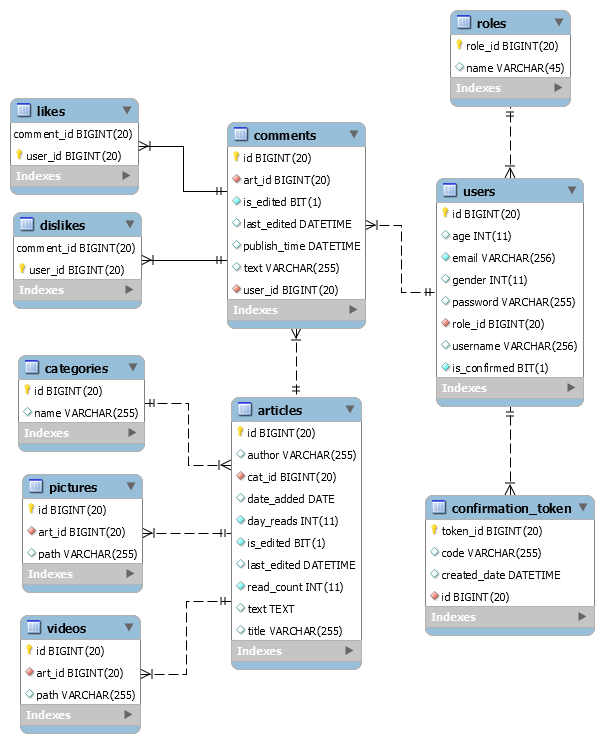 roles
role_id BIGINT(20)
name VARCHAR(45)
Indexes
likes
comment_id BIGINT(20)
user_id BIGINT(20)
Indexes
comments
id BIGINT(20)
art_id BIGINT(20)
is_edited BIT(1)
last_edited DATETIME
publish_time DATETIME
text VARCHAR(255)
user_id BIGINT(20)
Indexes
users
id BIGINT(20)
age INT(11)
email VARCHAR(256)
gender INT(11)
password VARCHAR(255)
role_id BIGINT(20)
username VARCHAR(256)
is_confirmed BIT(1)
Indexes
dislikes
comment_id BIGINT(20)
user_id BIGINT(20)
Indexes
categories
id BIGINT(20)
name VARCHAR(255)
Indexes
articles
id BIGINT(20)
author VARCHAR(255)
cat_id BIGINT(20)
date_added DATE
day_reads INT(11)
is_edited BIT(1)
last_edited DATETIME
read_count INT(11)
text TEXT
title VARCHAR(255)
Indexes
pictures
id BIGINT(20)
art_id BIGINT(20)
path VARCHAR(255)
Indexes
confirmation_token
token_id BIGINT(20)
code VARCHAR(255)
created_date DATETIME
id BIGINT(20)
Indexes
videos
id BIGINT(20)
art_id BIGINT(20)
path VARCHAR(255)
Indexes